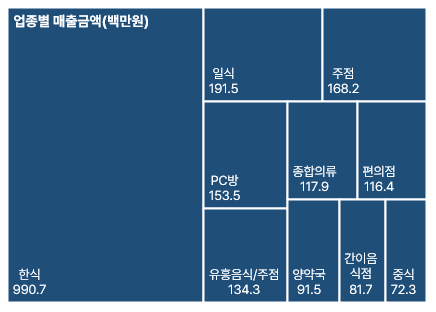 업종별 매출금액(백만원)
일식
191.5
주점
168.2
PC방
153.5
종합의류
117.9
편의점
116.4
한식
990.7
유흥음식/주점
134.3
양약국
91.5
간이음
식점
81.7
중식
72.3